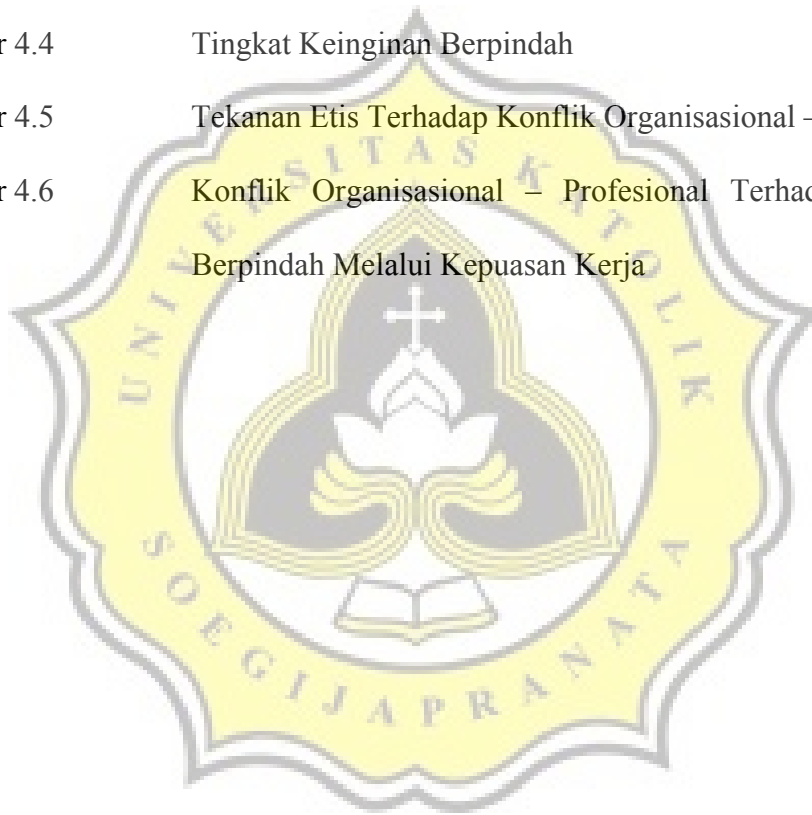 r 4.4 Tingkat Keinginan Berpindah
r 4.5 Tekanan Etis Terhadap Konflik Organisasional –
r 4.6 Konflik Organisasional – Profesional Terhad
Berpindah Melalui Kepuasan Kerja
UNIVERSITAS KATOLIK
SOEGIJAPRANATA